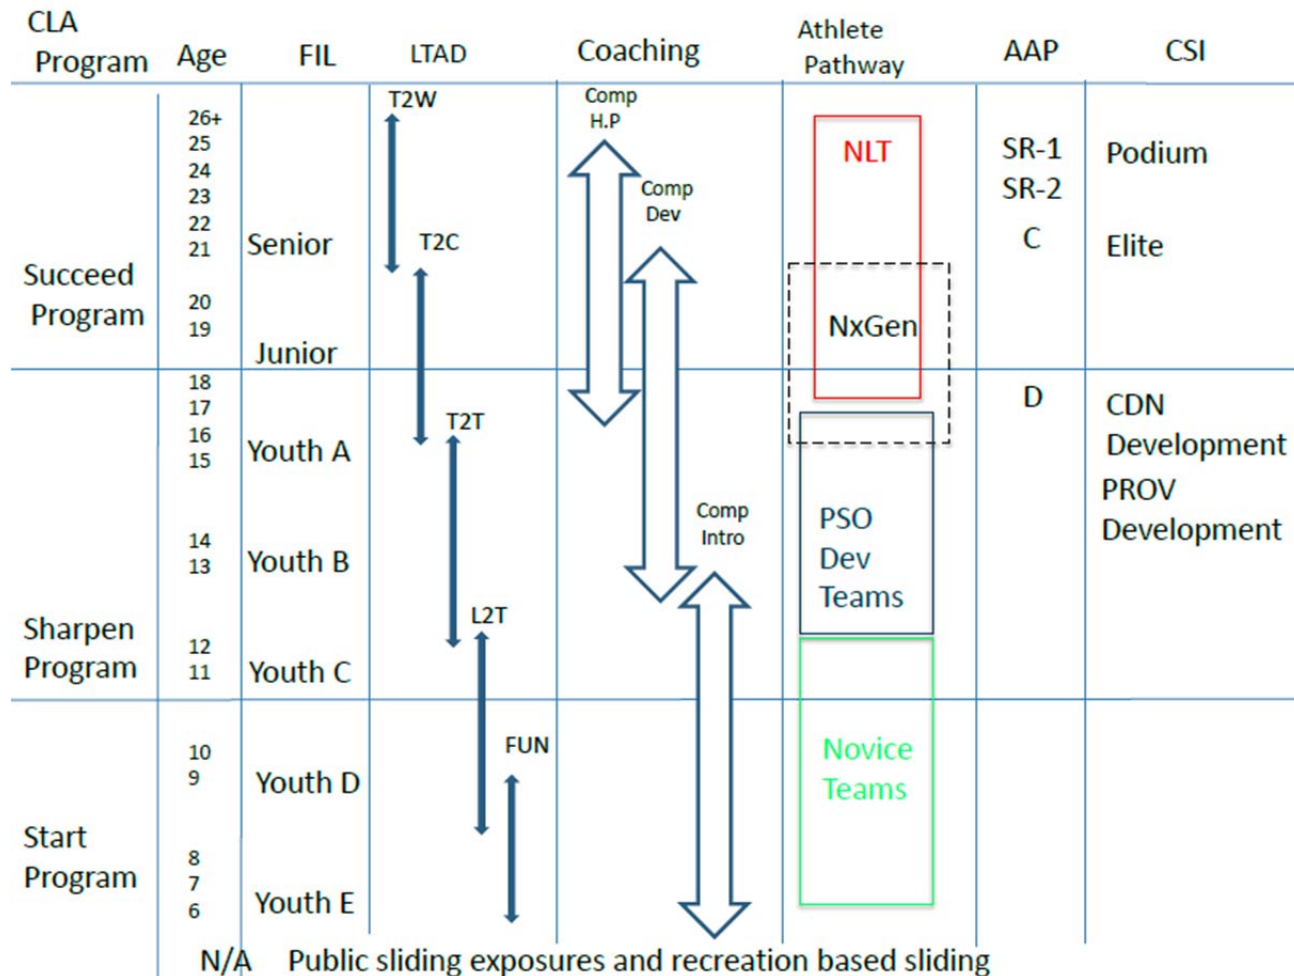 CLA
Program
Age
FIL
LTAD
Coaching
Athlete
Pathway
AAP
CSI
T2W
Comp
H.P
26+
25
24
23
22
21
Senior
T2C
Comp
Dev
NLT
SR-1
SR-2
C
Podium
Elite
Succeed
Program
20
19
Junior
NxGen
18
17
16
15
Youth A
T2T
D
CDN
Development
PROV
Development
14
13
Youth B
Comp
Intro
PSO
Dev
Teams
Sharpen
Program
12
11
Youth C
L2T
10
9
Youth D
FUN
Novice
Teams
Start
Program
8
7
6
Youth E
N/A Public sliding exposures and recreation based sliding